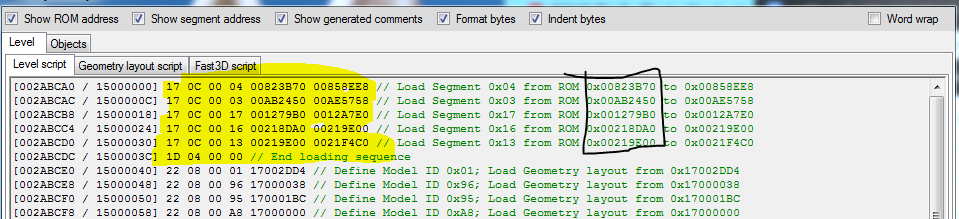 Show ROM address Show segment address Show generated comments Format bytes Indent bytes Word wrap
Level Objects
Level script Geometry layout script Fast3D script
[002ABCA0 / 15000000] 17 0C 00 04 00823B70 00858EE8 // Load Segment 0x04 from ROM 0x00823B70 to 0x00858EE8
[002ABCAC / 1500000C] 17 0C 00 03 00AB2450 00AE5758 // Load Segment 0x03 from ROM 0x00AB2450 to 0x00AE5758
[002ABCB8 / 15000018] 17 0C 00 17 001279B0 0012A7E0 // Load Segment 0x17 from ROM 0x001279B0 to 0x0012A7E0
[002ABCC4 / 15000024] 17 0C 00 16 00218DA0 00219E00 // Load Segment 0x16 from ROM 0x00218DA0 to 0x00219E00
[002ABCD0 / 15000030] 17 0C 00 13 00219E00 0021F4C0 // Load Segment 0x13 from ROM 0x00219E00 to 0x0021F4C0
[002ABCDC / 1500003C] 1D 04 00 00 // End loading sequence
[002ABCE0 / 15000040] 22 08 00 01 17002DD4 // Define Model ID 0x01; Load Geometry layout from 0x17002DD4
[002ABCE8 / 15000048] 22 08 00 96 17000038 // Define Model ID 0x96; Load Geometry layout from 0x17000038
[002ABCF0 / 15000050] 22 08 00 95 170001BC // Define Model ID 0x95; Load Geometry layout from 0x170001BC
[002ABCF8 / 15000058] 22 08 00 A8 17000000 // Define Model ID 0xA8; Load Geometry layout from 0x17000000